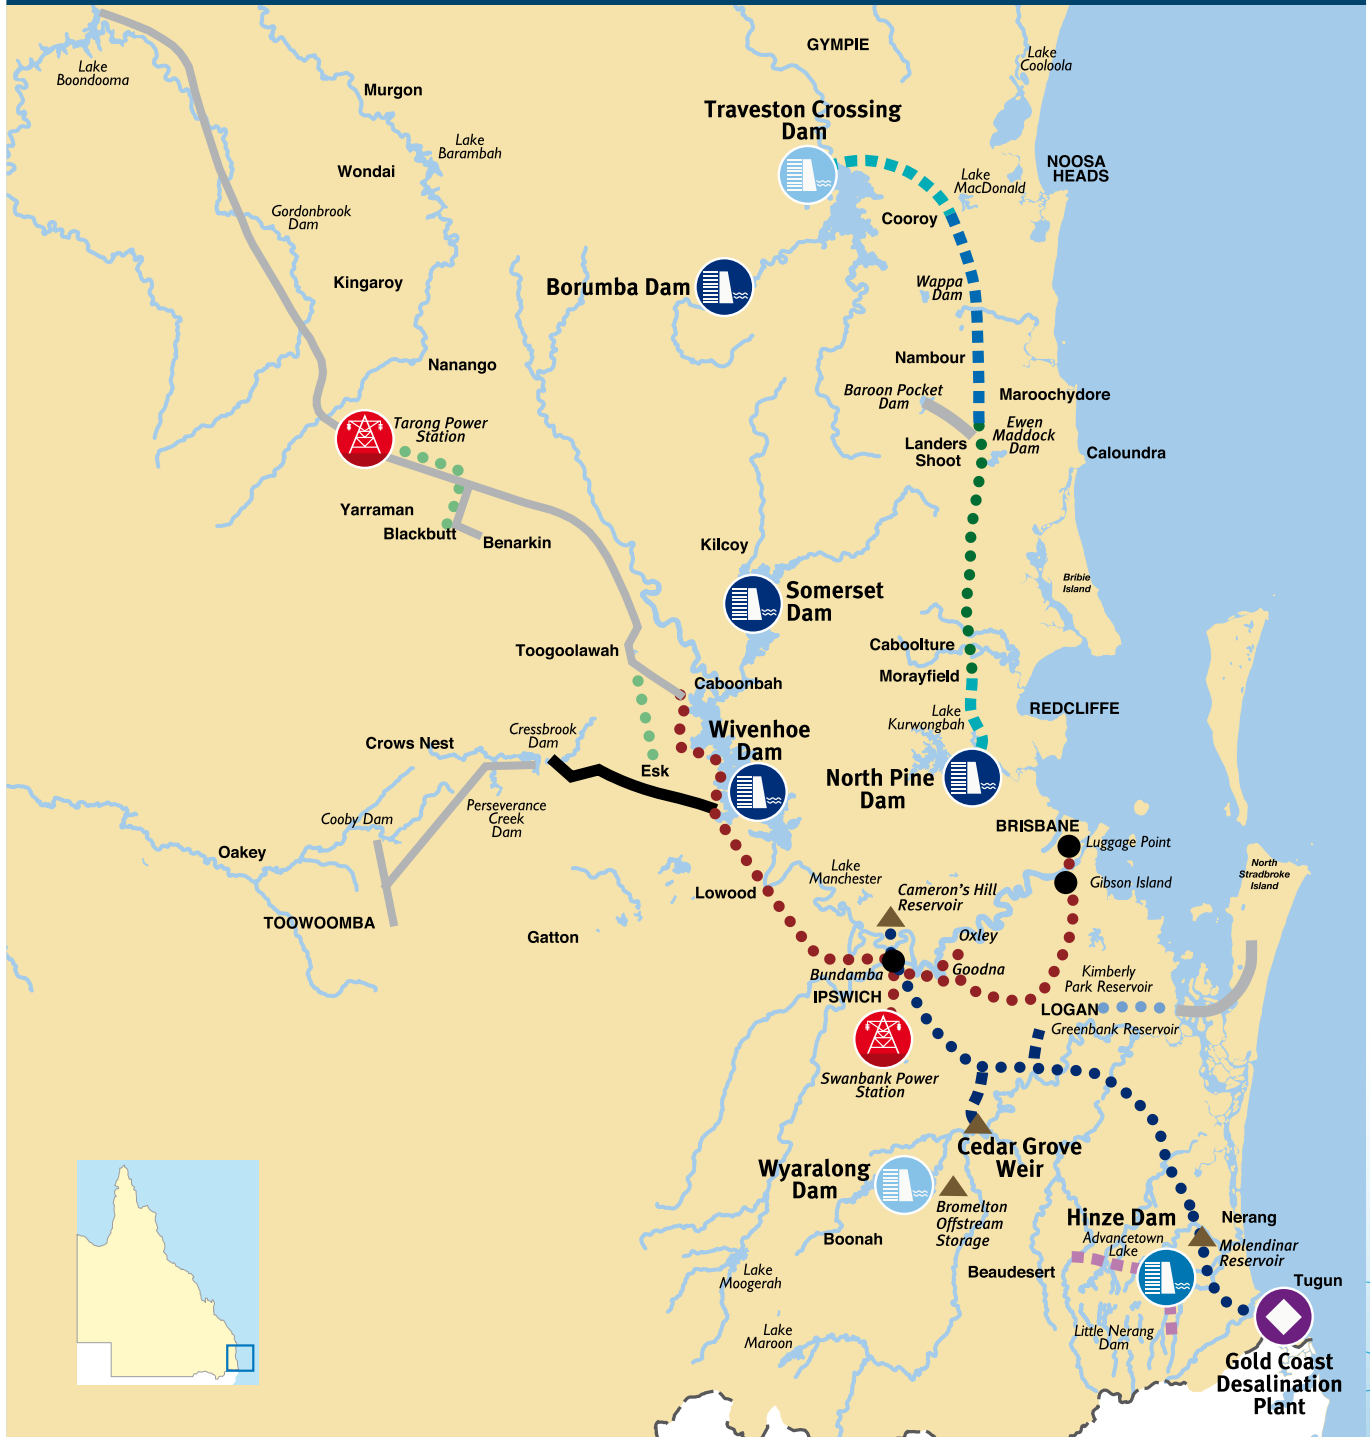 GYMPIE
Lake
Cooloola
Lake
Boondooma
Murgon
Traveston Crossing
Dam
Lake
Barambah
Wondai
NOOSA
HEADS
Lake
MacDonald
Gordonbrook
Dam
Cooroy
Kingaroy
Borumba Dam
Wappa
Dam
Nanango
Nambour
Baroon Pocket
Dam
Maroochydore
Tarong Power
Station
Ewen
Maddock
Dam
Landers
Shoot
Caloundra
Yarraman
Blackbutt
Benarkin
Kilcoy
Somerset
Dam
Bribie
Island
Toogoolawah
Caboolture
Caboonbah
Morayfield
Lake
Kurwongbah
REDCLIFFE
Crows Nest
Cressbrook
Dam
Wivenhoe
Dam
Esk
North Pine
Dam
Perseverance
Creek
Dam
Cooby Dam
BRISBANE
Luggage Point
Oakey
Lake
Manchester
Gibson Island
North
Stradbroke
Island
Lowood
Cameron's Hill
Reservoir
TOOWOOMBA
Gatton
Oxley
Bundamba
Goodna
Kimberly
Park Reservoir
IPSWICH
LOGAN
Greenbank Reservoir
Swanbank Power
Station
Cedar Grove
Weir
Wyaralong
Dam
Bromelton
Offstream
Storage
Hinze Dam
Nerang
Boonah
Advancetown
Lake
Molendinar
Reservoir
Lake
Moogerah
Beaudesert
Tugun
Lake
Maroon
Little Nerang
Dam
Gold Coast
Desalination
Plant